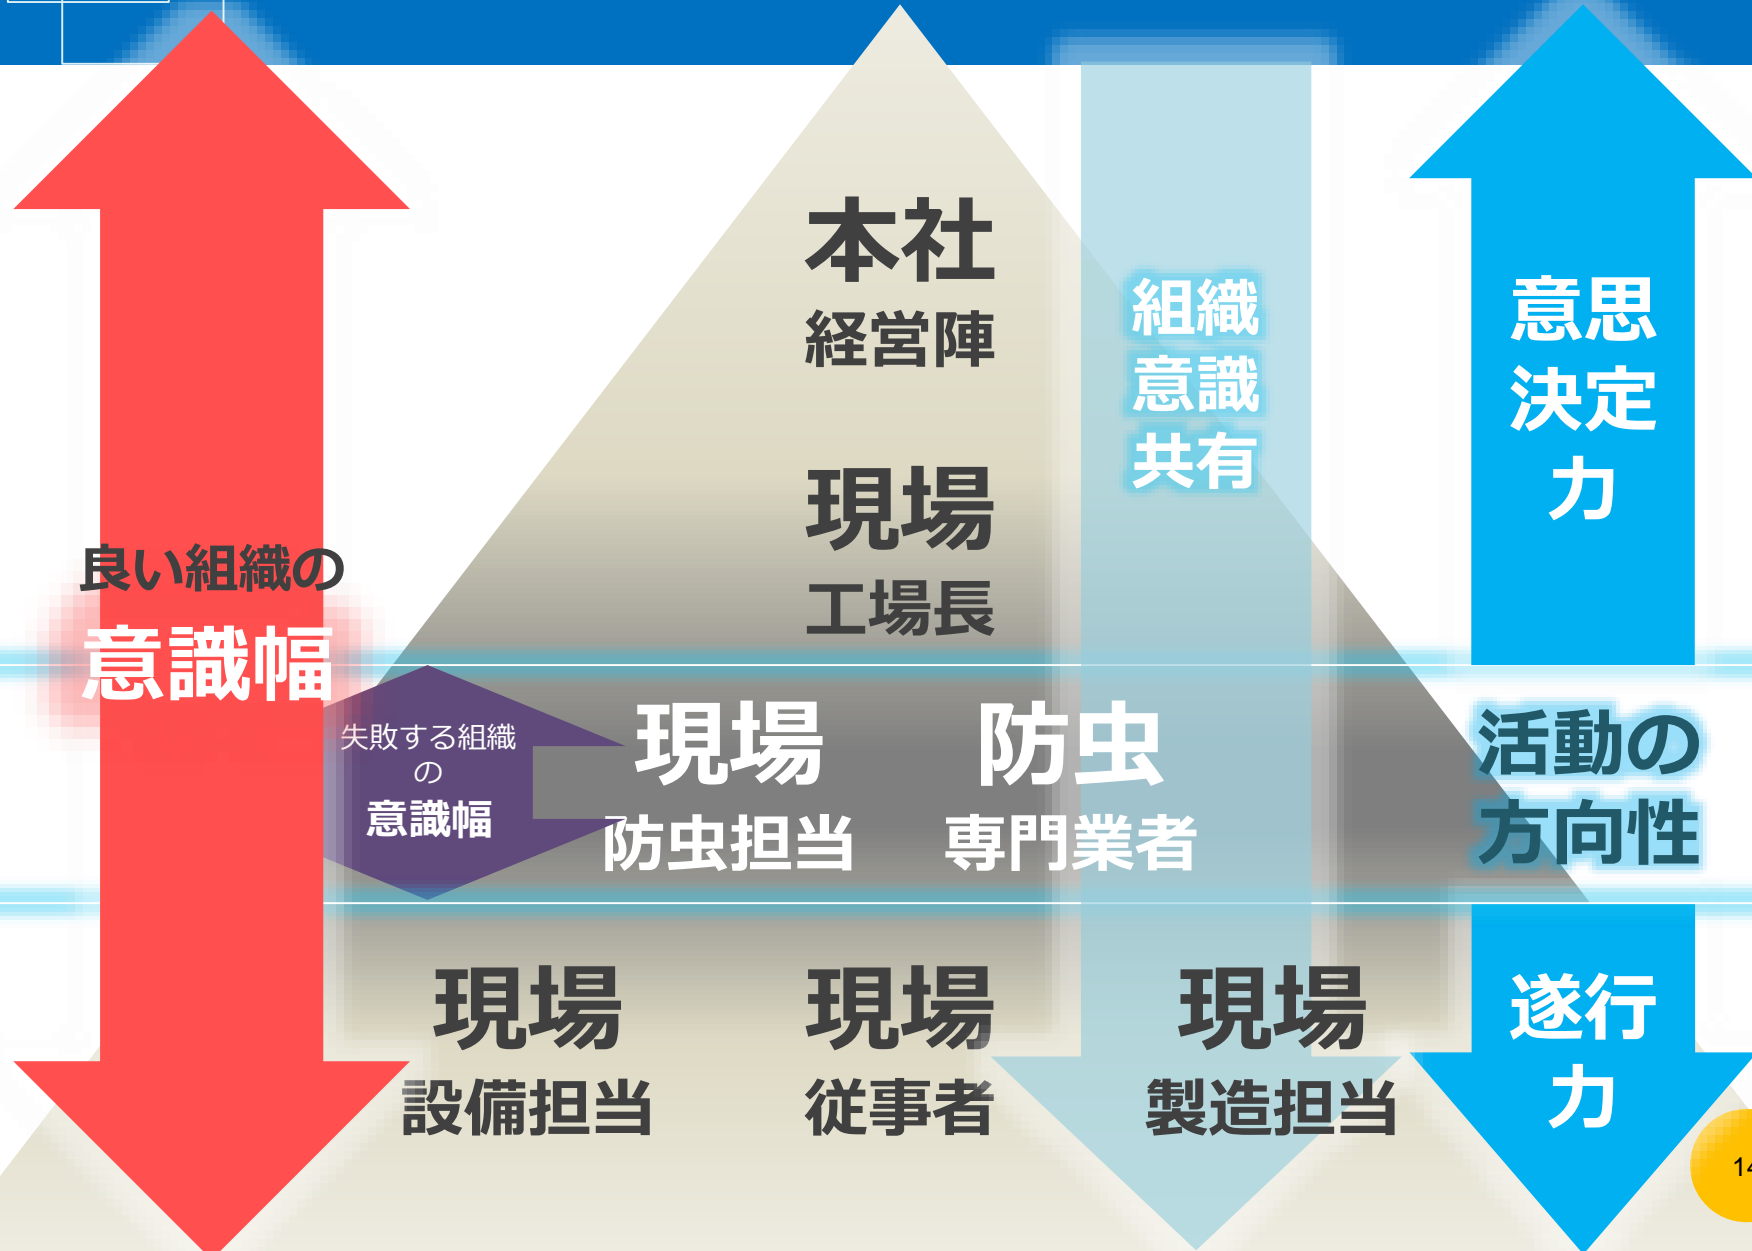 本社
経営陣
現場
工場長
組織
意識
共有
意思
決定
力
良い組織の
意識幅
失敗する組織
の
意識幅
現場
防虫担当
防虫
専門業者
活動の
方向性
現場
設備担当
現場
従事者
現場
製造担当
遂行
力
14